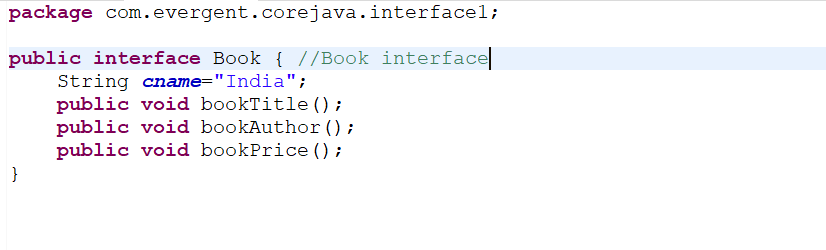 package com.evergent.corejava.interface1;
public interface Book { //Book interface
String cname="India";
public void bookTitle();
public void bookAuthor();
public void bookPrice();
}